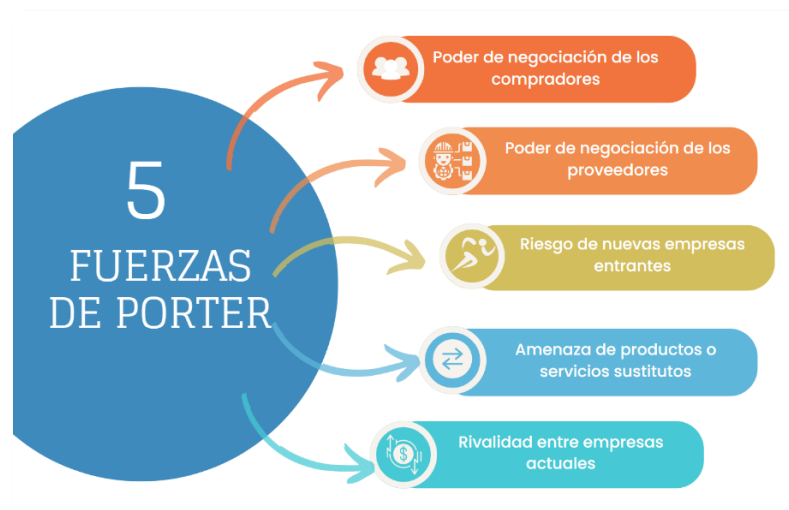 5
FUERZAS
DE PORTER
Poder de negociación de los
compradores
Poder de negociación de los
proveedores
Riesgo de nuevas empresas
entrantes
Amenaza de productos o
servicios sustitutos
Rivalidad entre empresas
actuales